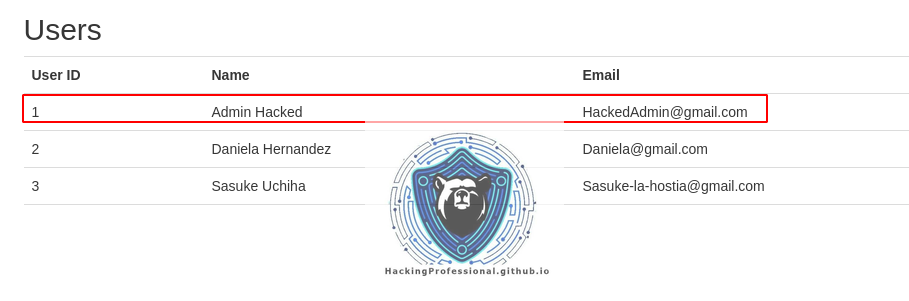 Users
User ID Name Email
1 Admin Hacked HackedAdmin@gmail.com
2 Daniela Hernandez Daniela@gmail.com
3 Sasuke Uchiha Sasuke-la-hostia@gmail.com
HackingProfessional.github.io